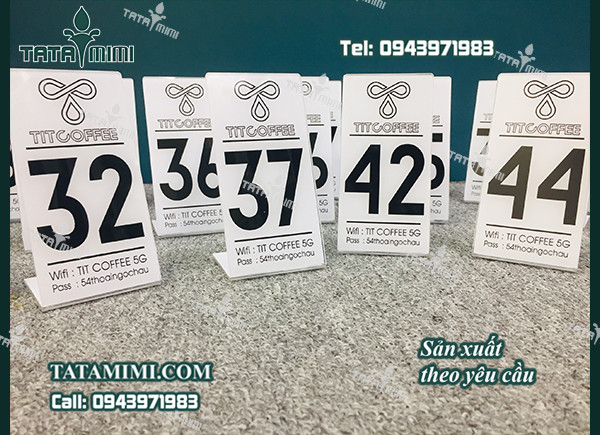 TATA MIMI
Tel: 0943971983
TIT COFFEE
32
Wifi : TIT COFFEE 5G
Pass : 54thoaingochau
TIT COFFEE
36
TIT COFFEE
37
Wifi : TIT COFFEE 5G
Pass : 54thoaingochau
TIT COFFEE
42
Wifi : TIT COFFEE 5G
Pass : 54thoaingochau
TIT COFFEE
44
Wifi : TIT COFFEE 5G
Pass : 54thoaingochau
TATAMIMI.COM
Call: 0943971983
Sản xuất
theo yêu cầu